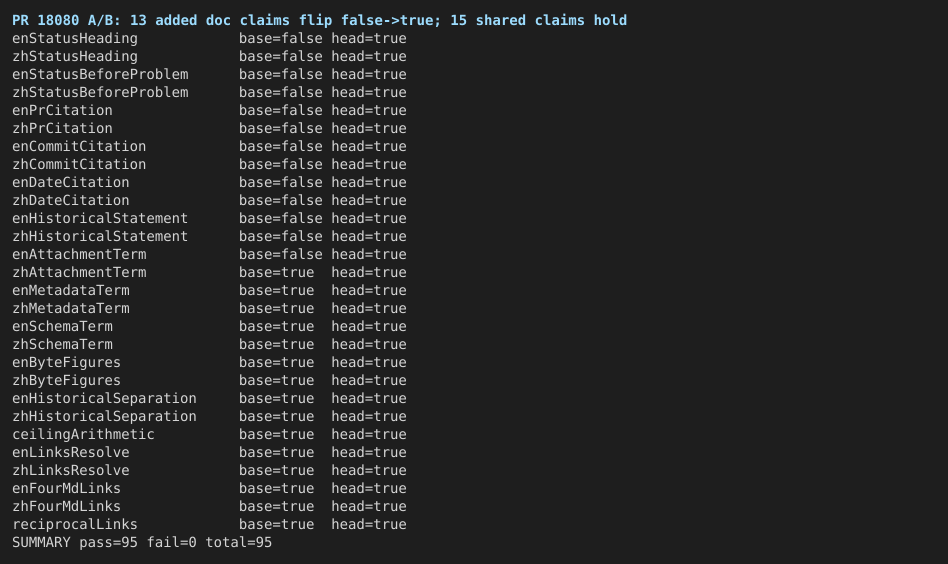 PR 18080 A/B: 13 added doc claims flip false->true; 15 shared claims hold
enStatusHeading            base=false head=true
zhStatusHeading            base=false head=true
enStatusBeforeProblem      base=false head=true
zhStatusBeforeProblem      base=false head=true
enPrCitation               base=false head=true
zhPrCitation               base=false head=true
enCommitCitation           base=false head=true
zhCommitCitation           base=false head=true
enDateCitation             base=false head=true
zhDateCitation             base=false head=true
enHistoricalStatement      base=false head=true
zhHistoricalStatement      base=false head=true
enAttachmentTerm           base=false head=true
zhAttachmentTerm           base=true  head=true
enMetadataTerm             base=true  head=true
zhMetadataTerm             base=true  head=true
enSchemaTerm               base=true  head=true
zhSchemaTerm               base=true  head=true
enByteFigures              base=true  head=true
zhByteFigures              base=true  head=true
enHistoricalSeparation     base=true  head=true
zhHistoricalSeparation     base=true  head=true
ceilingArithmetic          base=true  head=true
enLinksResolve             base=true  head=true
zhLinksResolve             base=true  head=true
enFourMdLinks              base=true  head=true
zhFourMdLinks              base=true  head=true
reciprocalLinks            base=true  head=true
SUMMARY pass=95 fail=0 total=95